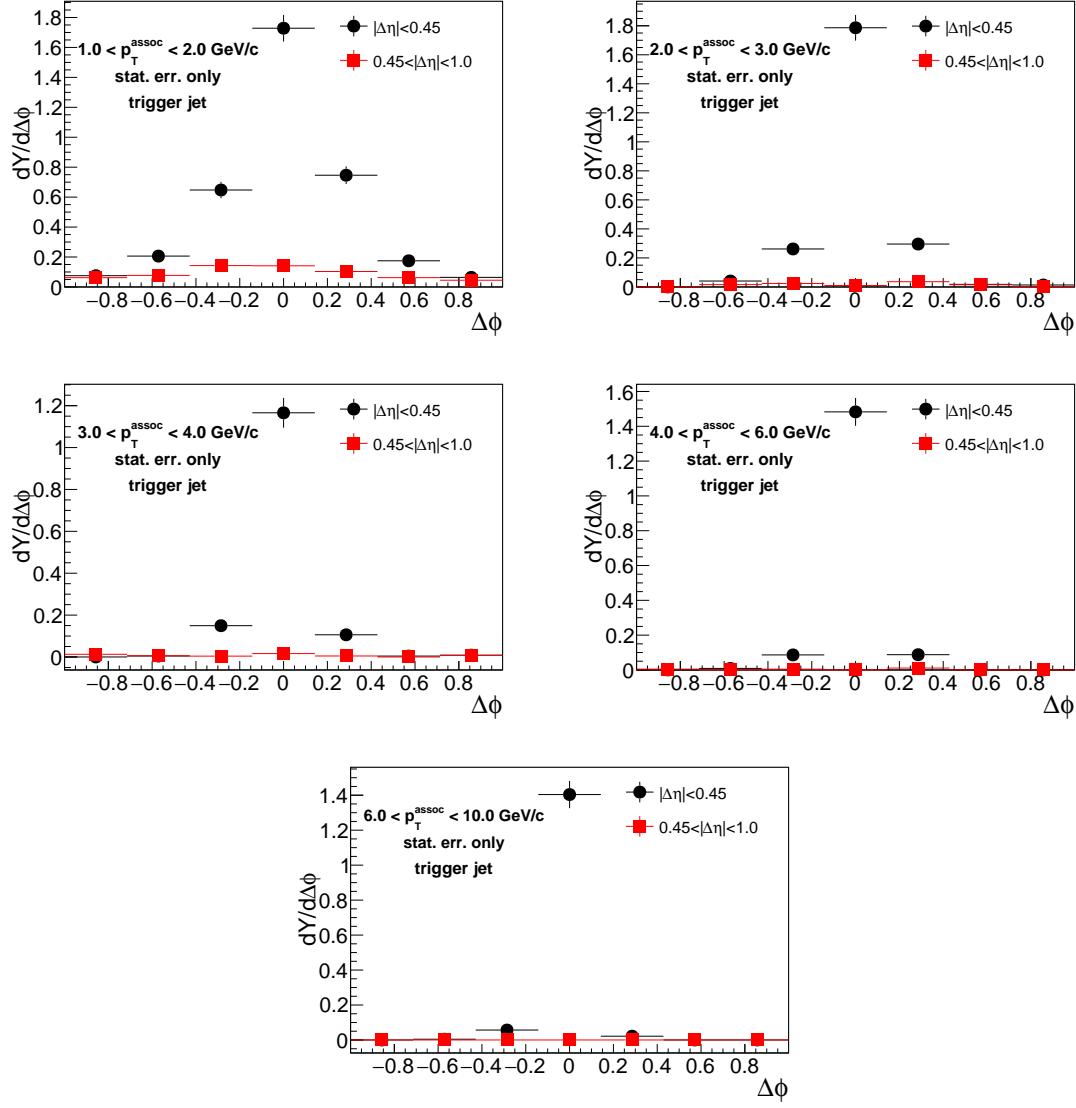 1.8
1.6
1.4
1.2
1
0.8
0.6
0.4
0.2
0
dY/dΔϕ
1.0 < p_T^assoc < 2.0 GeV/c
stat. err. only
trigger jet
|Δη|<0.45
0.45<|Δη|<1.0
−0.8 −0.6 −0.4 −0.2 0 0.2 0.4 0.6 0.8
Δϕ
1.8
1.6
1.4
1.2
1
0.8
0.6
0.4
0.2
0
dY/dΔϕ
2.0 < p_T^assoc < 3.0 GeV/c
stat. err. only
trigger jet
|Δη|<0.45
0.45<|Δη|<1.0
−0.8 −0.6 −0.4 −0.2 0 0.2 0.4 0.6 0.8
Δϕ
1.2
1
0.8
0.6
0.4
0.2
0
dY/dΔϕ
3.0 < p_T^assoc < 4.0 GeV/c
stat. err. only
trigger jet
|Δη|<0.45
0.45<|Δη|<1.0
−0.8 −0.6 −0.4 −0.2 0 0.2 0.4 0.6 0.8
Δϕ
1.6
1.4
1.2
1
0.8
0.6
0.4
0.2
0
dY/dΔϕ
4.0 < p_T^assoc < 6.0 GeV/c
stat. err. only
trigger jet
|Δη|<0.45
0.45<|Δη|<1.0
−0.8 −0.6 −0.4 −0.2 0 0.2 0.4 0.6 0.8
Δϕ
1.4
1.2
1
0.8
0.6
0.4
0.2
0
dY/dΔϕ
6.0 < p_T^assoc < 10.0 GeV/c
stat. err. only
trigger jet
|Δη|<0.45
0.45<|Δη|<1.0
−0.8 −0.6 −0.4 −0.2 0 0.2 0.4 0.6 0.8
Δϕ